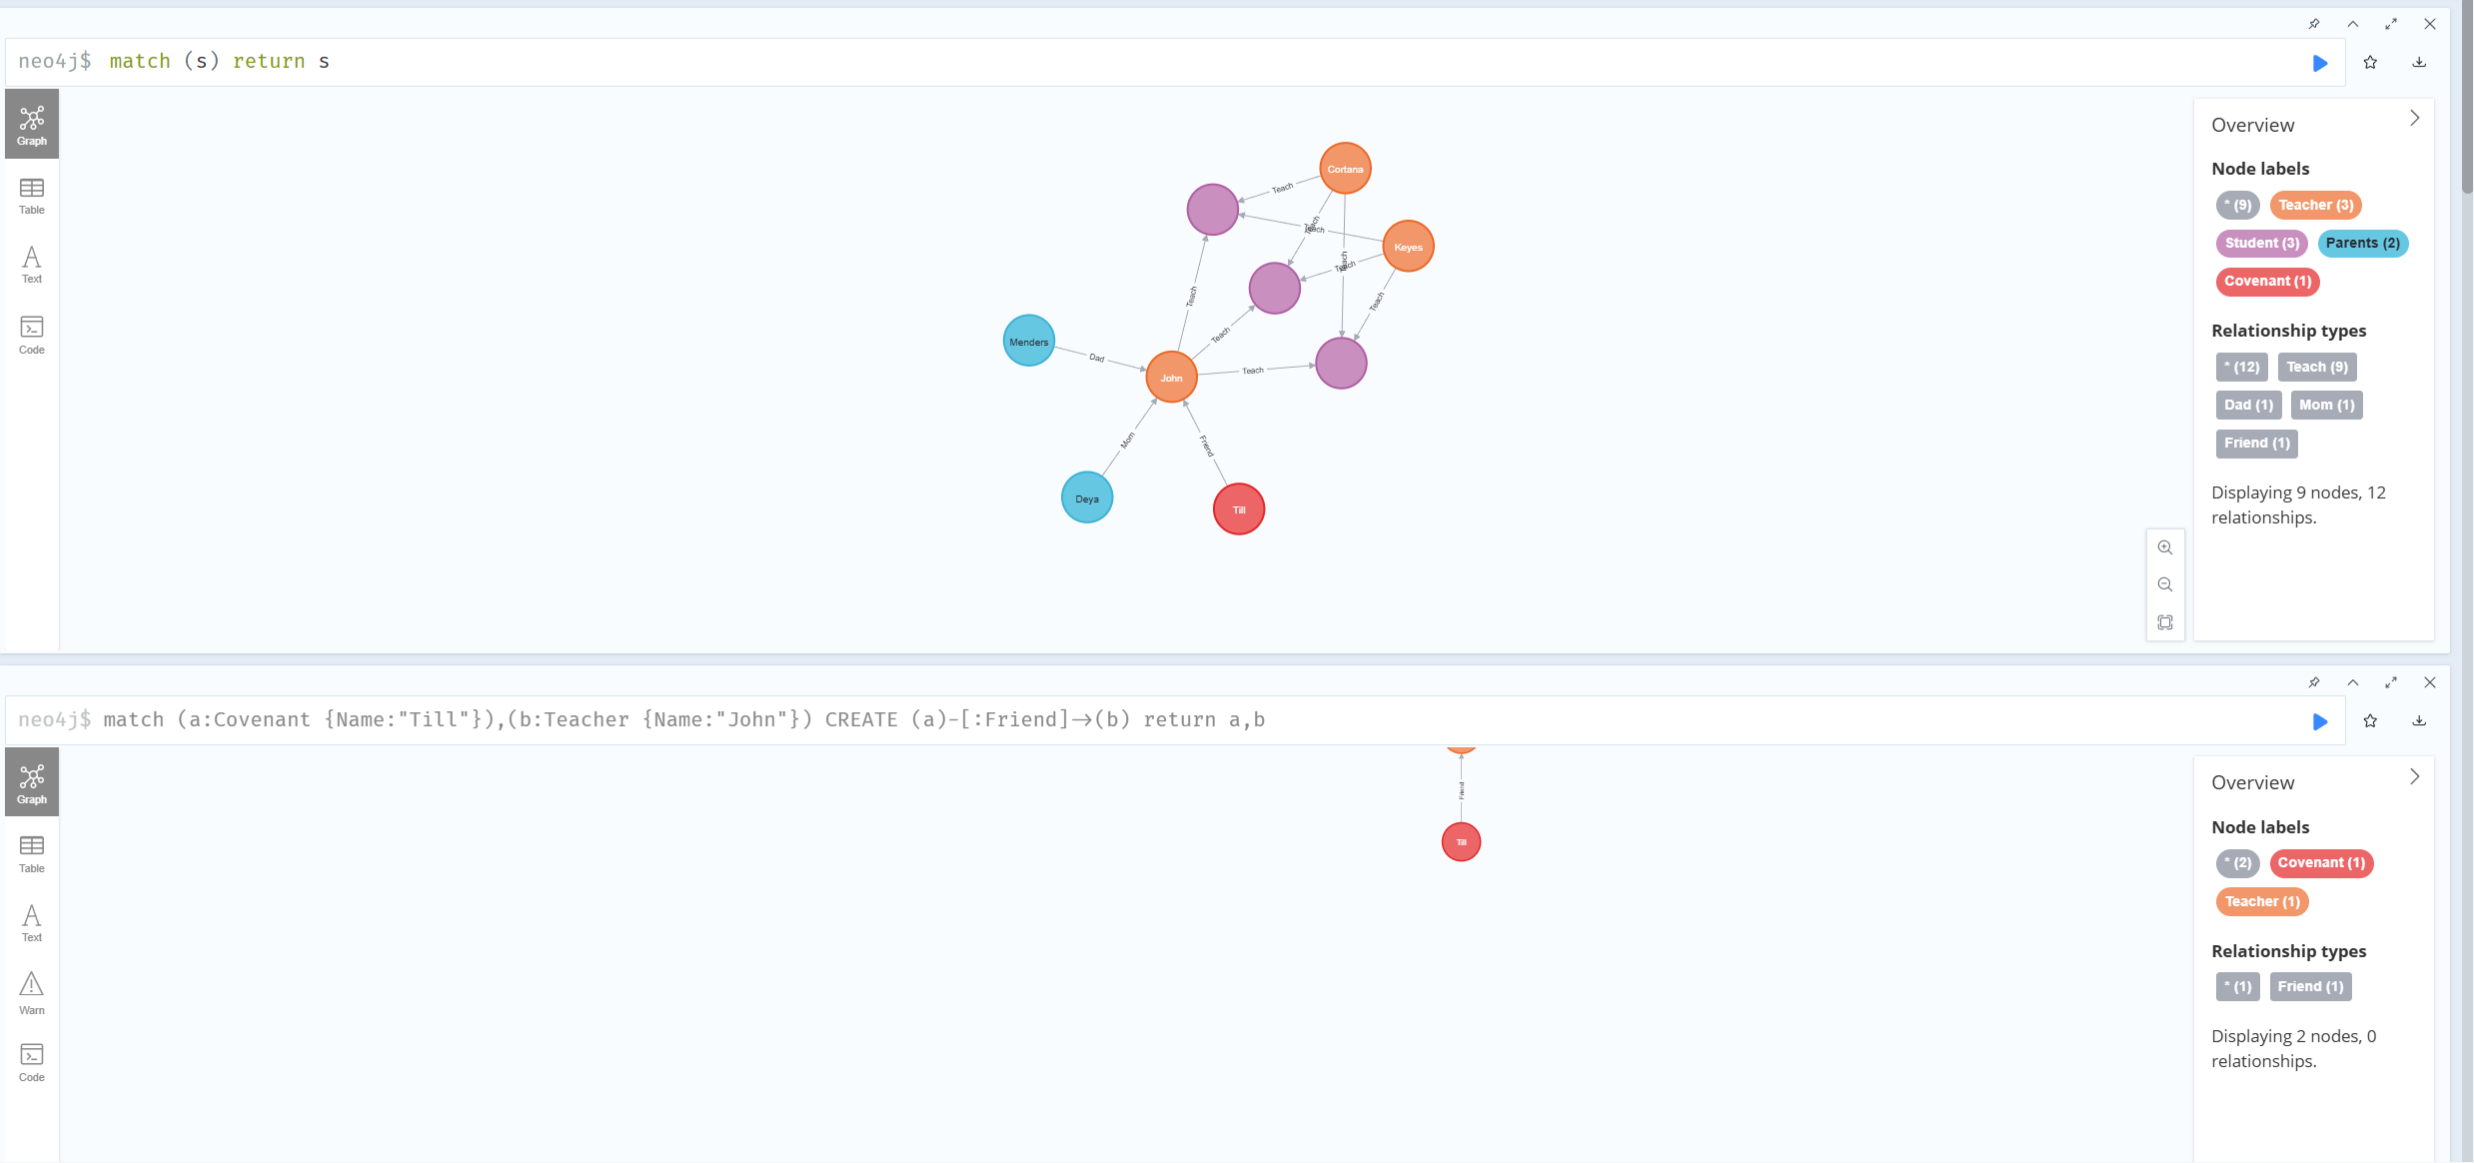 neo4j$ match (s) return s
Graph
Table
Text
Code
Cortana
Teach
Keyes
Teach
Teach
Teach
Teach
Teach
Teach
Teach
Teach
Menders
Dad
John
Mom
Friend
Deya
Till
Overview
Node labels
* (9) Teacher (3)
Student (3) Parents (2)
Covenant (1)
Relationship types
* (12) Teach (9)
Dad (1) Mom (1)
Friend (1)
Displaying 9 nodes, 12
relationships.
neo4j$ match (a:Covenant {Name:"Till"}),(b:Teacher {Name:"John"}) CREATE (a)-[:Friend]->(b) return a,b
Graph
Table
Text
Warn
Code
Friend
Till
Overview
Node labels
* (2) Covenant (1)
Teacher (1)
Relationship types
* (1) Friend (1)
Displaying 2 nodes, 0
relationships.